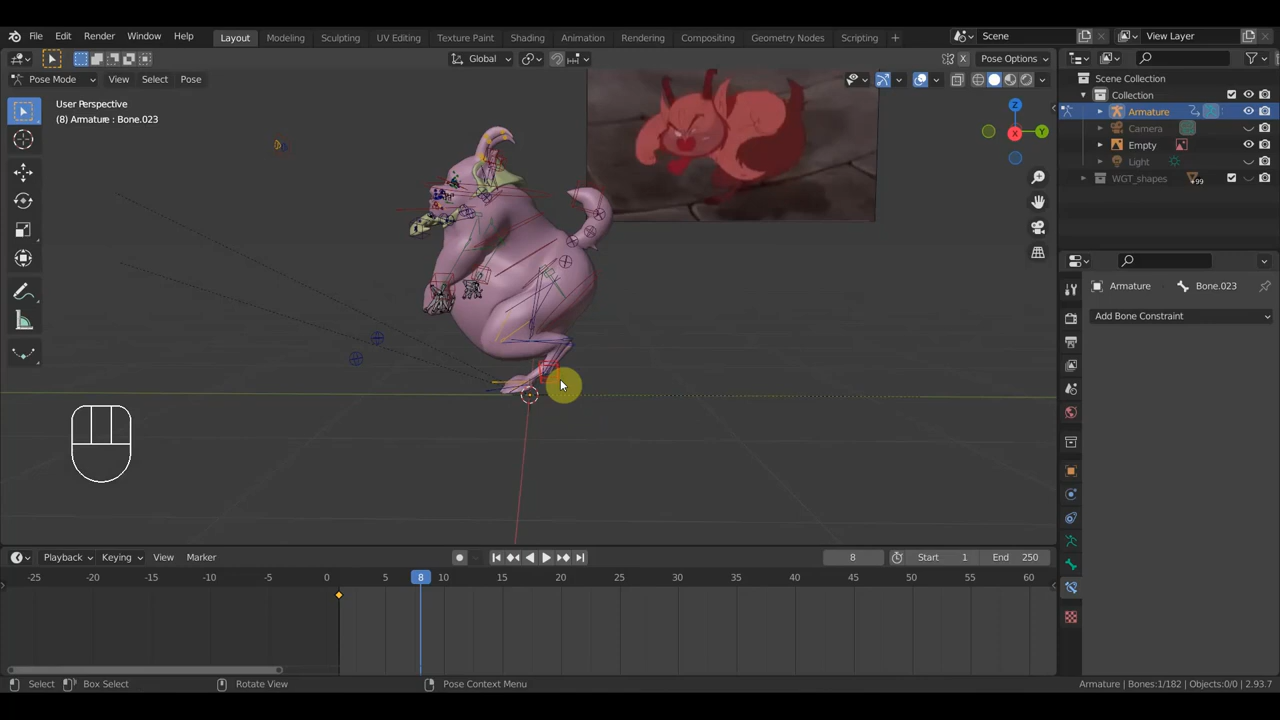 File Edit Render Window Help Layout Modeling Sculpting UV Editing Texture Paint Shading Animation Rendering Compositing Geometry Nodes Scripting + Scene View Layer
Global X Pose Options
Pose Mode View Select Pose
User Perspective
(8) Armature : Bone.023
Z
Y
X
Scene Collection
Collection
Armature
Camera
Empty
Light
WGT_shapes 99
Armature Bone.023
Add Bone Constraint
Playback Keying View Marker 8 Start 1 End 250
-25 -20 -15 -10 -5 0 5 8 10 15 20 25 30 35 40 45 50 55 60
Select Box Select Rotate View Pose Context Menu Armature | Bones:1/182 | Objects:0/0 | 2.93.7